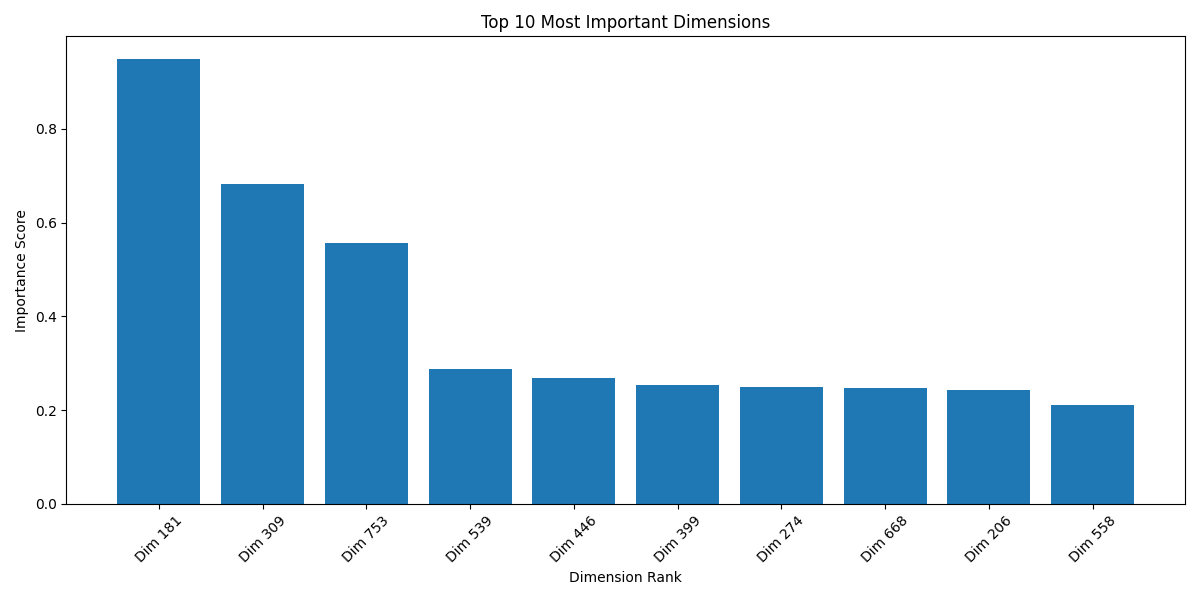 Top 10 Most Important Dimensions
Importance Score
0.8
0.6
0.4
0.2
0.0
Dim 181
Dim 309
Dim 753
Dim 539
Dim 446
Dim 399
Dim 274
Dim 668
Dim 206
Dim 558
Dimension Rank